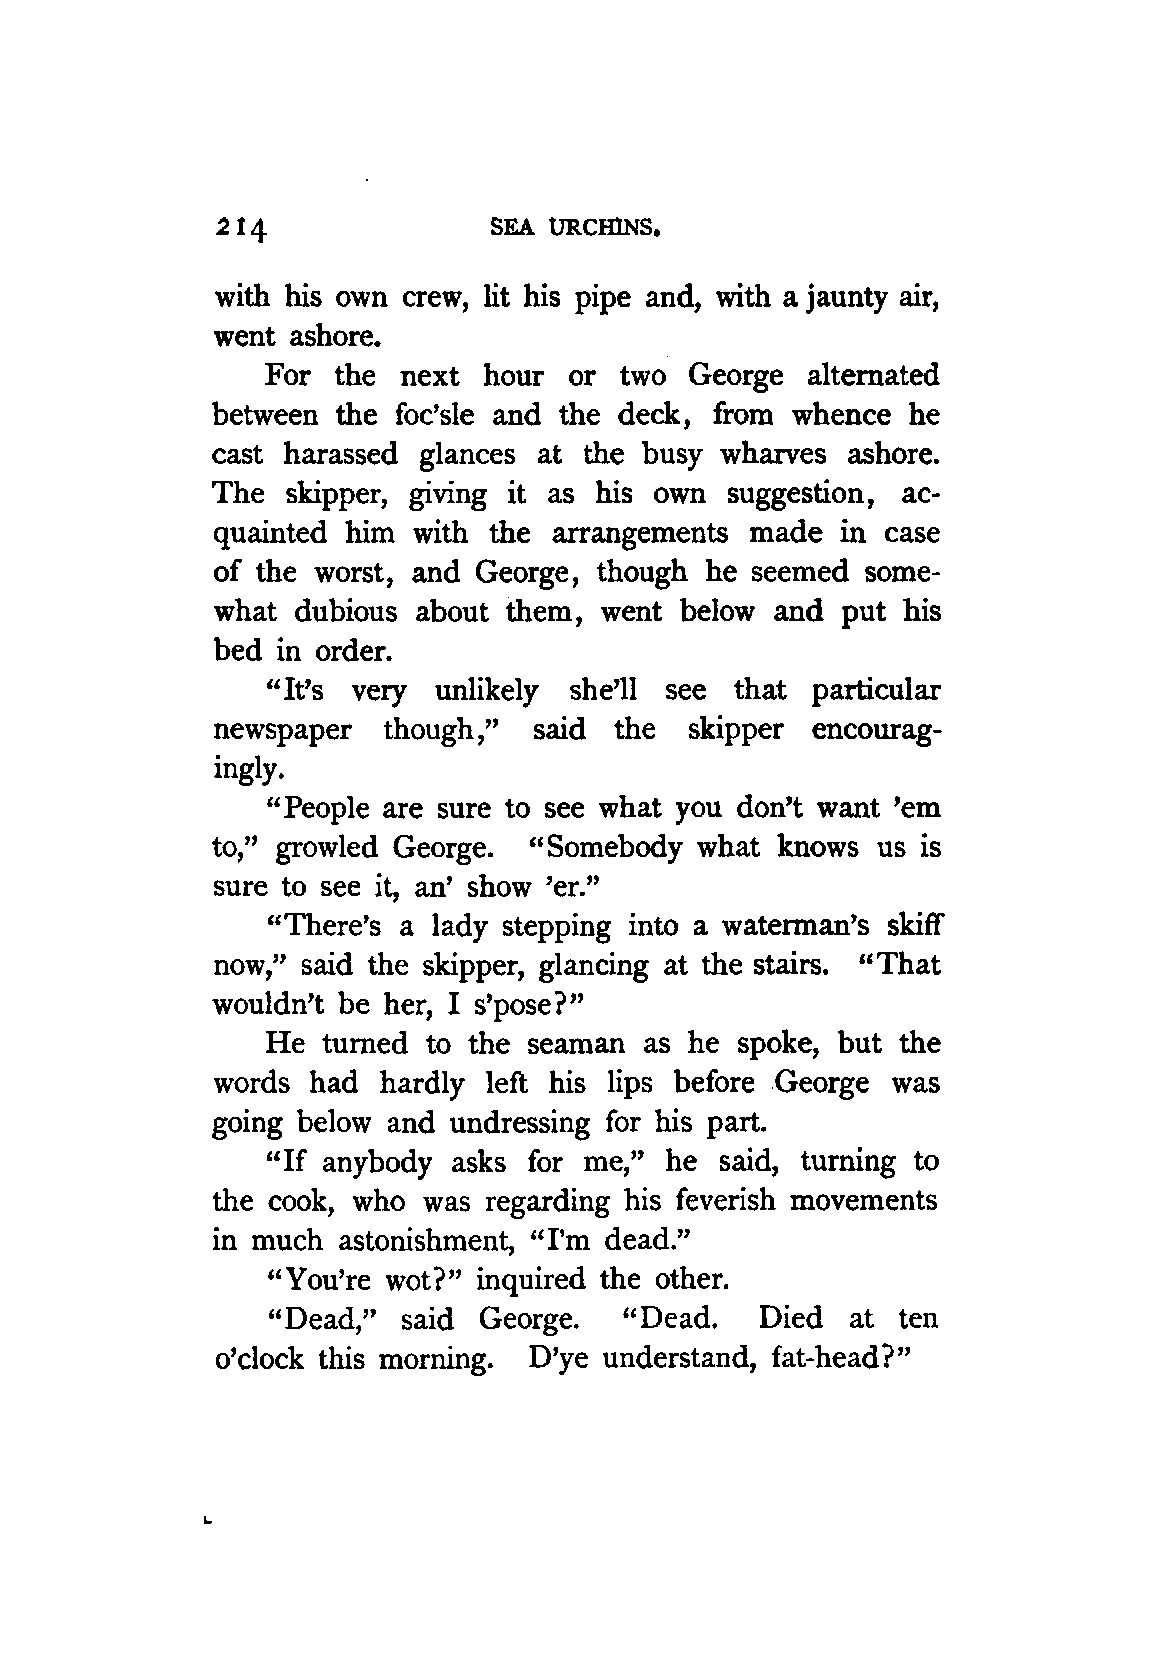 214 SEA URCHINS.
with his own crew, lit his pipe and, with a jaunty air,
went ashore.
For the next hour or two George alternated
between the foc’sle and the deck, from whence he
cast harassed glances at the busy wharves ashore.
The skipper, giving it as his own suggestion, ac-
quainted him with the arrangements made in case
of the worst, and George, though he seemed some-
what dubious about them, went below and put his
bed in order.
“It’s very unlikely she’ll see that particular
newspaper though,” said the skipper encourag-
ingly.
“People are sure to see what you don’t want ’em
to,” growled George. “Somebody what knows us is
sure to see it, an’ show ’er.”
“There’s a lady stepping into a waterman’s skiff
now,” said the skipper, glancing at the stairs. “That
wouldn’t be her, I s’pose?”
He turned to the seaman as he spoke, but the
words had hardly left his lips before George was
going below and undressing for his part.
“If anybody asks for me,” he said, turning to
the cook, who was regarding his feverish movements
in much astonishment, “I’m dead.”
“You’re wot?” inquired the other.
“Dead,” said George. “Dead. Died at ten
o’clock this morning. D’ye understand, fat-head?”